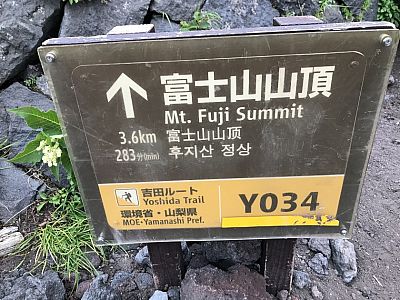 ↑ 富士山山頂
Mt. Fuji Summit
3.6km 富士山山顶
283分(min) 후지산 정상
吉田ルート
Yoshida Trail
環境省・山梨県
MOE・Yamanashi Pref.
Y034